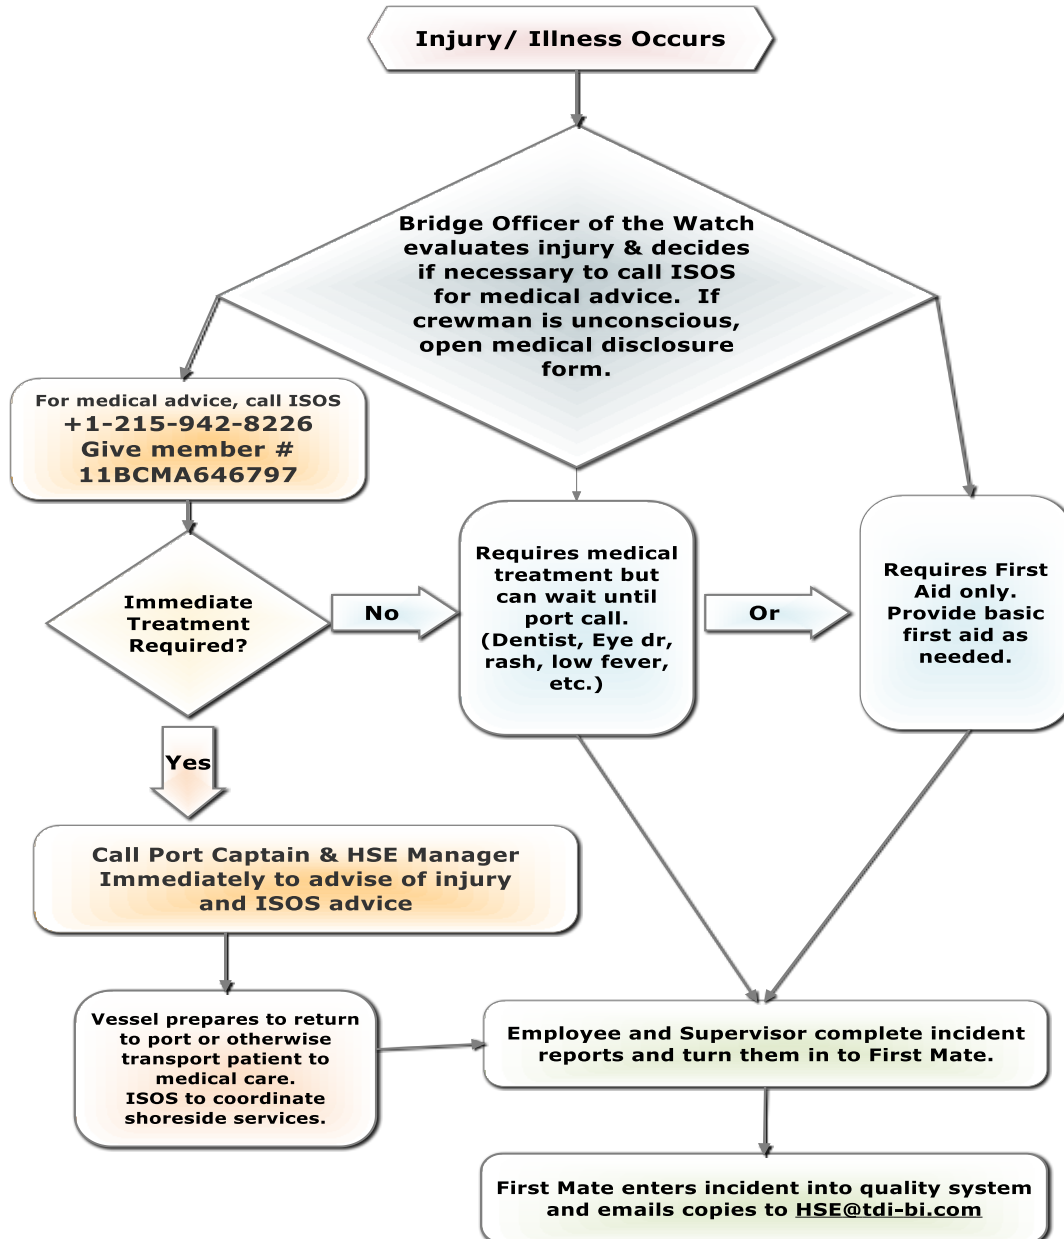 Injury/ Illness Occurs
Bridge Officer of the Watch
evaluates injury & decides
if necessary to call ISOS
for medical advice.  If
crewman is unconscious,
open medical disclosure
form.
For medical advice, call ISOS
+1-215-942-8226
Give member #
11BCMA646797
Immediate
Treatment
Required?
No
Requires medical
treatment but
can wait until
port call.
(Dentist, Eye dr,
rash, low fever,
etc.)
Or
Requires First
Aid only.
Provide basic
first aid as
needed.
Yes
Call Port Captain & HSE Manager
Immediately to advise of injury
and ISOS advice
Vessel prepares to return
to port or otherwise
transport patient to
medical care.
ISOS to coordinate
shoreside services.
Employee and Supervisor complete incident
reports and turn them in to First Mate.
First Mate enters incident into quality system
and emails copies to HSE@tdi-bi.com